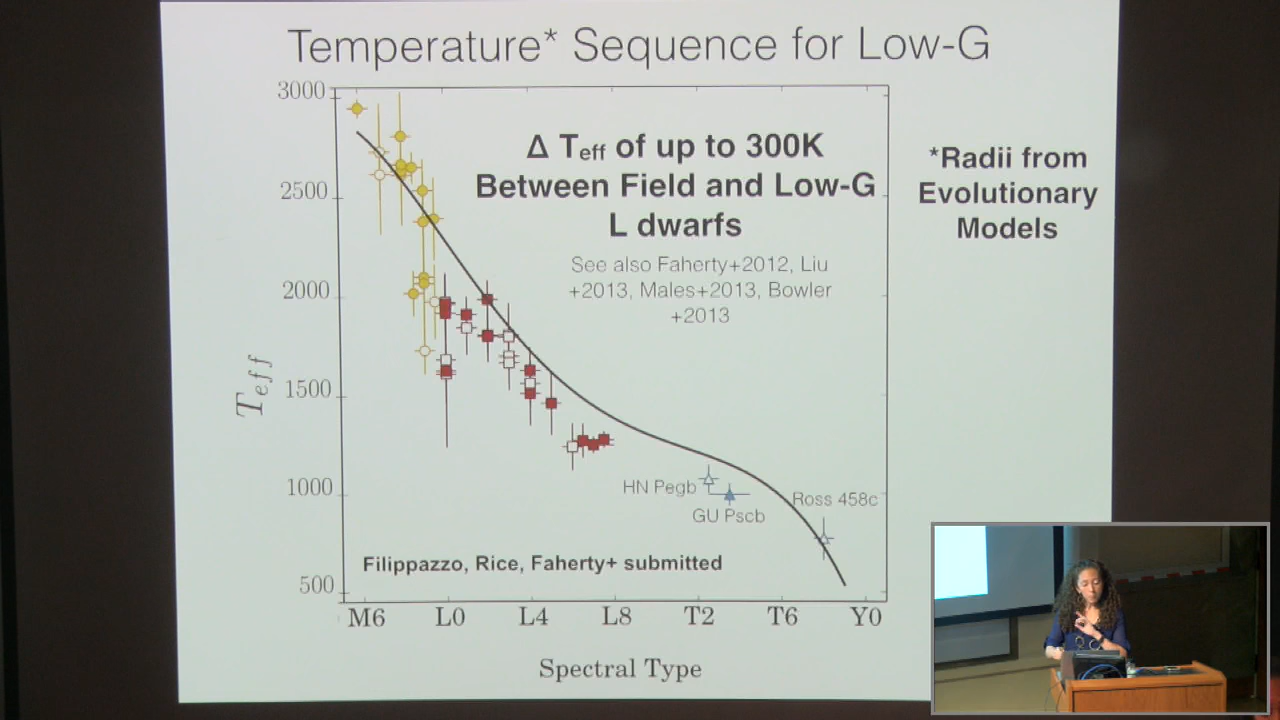 Temperature* Sequence for Low-G
3000
2500
2000
1500
1000
500
Teff
Δ Teff of up to 300K
Between Field and Low-G
L dwarfs
See also Faherty+2012, Liu
+2013, Males+2013, Bowler
+2013
*Radii from
Evolutionary
Models
HN Pegb
GU Pscb
Ross 458c
Filippazzo, Rice, Faherty+ submitted
M6 L0 L4 L8 T2 T6 Y0
Spectral Type